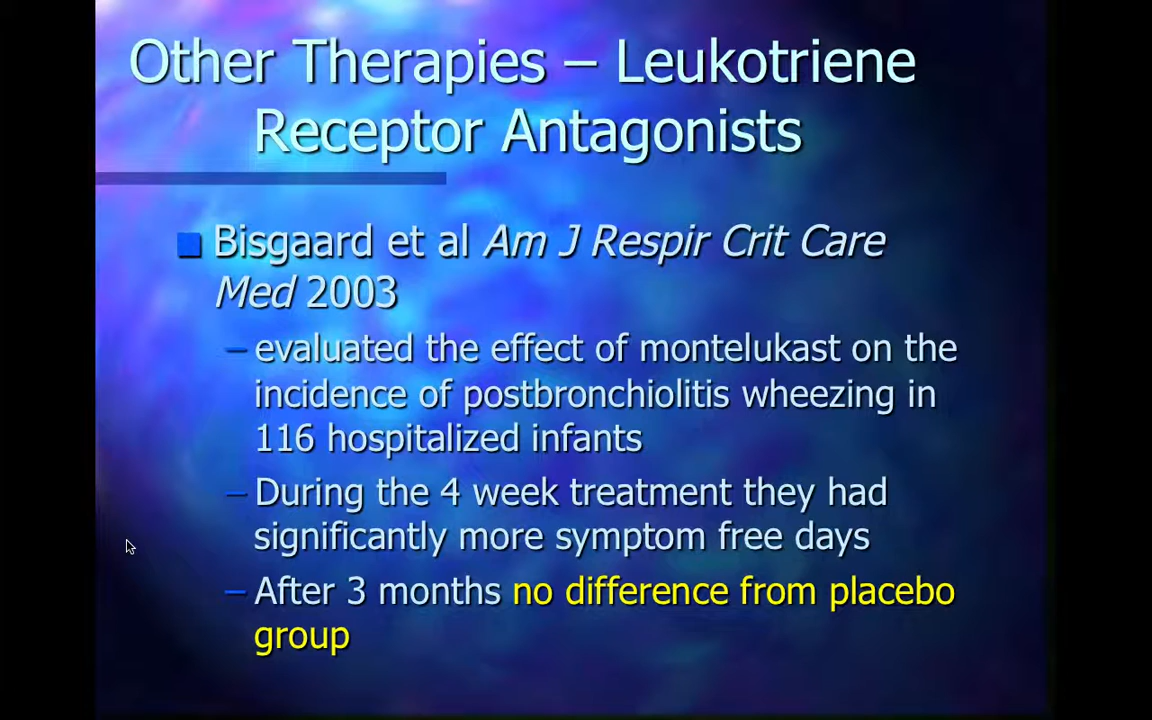 Other Therapies – Leukotriene
Receptor Antagonists
Bisgaard et al Am J Respir Crit Care
Med 2003
– evaluated the effect of montelukast on the
incidence of postbronchiolitis wheezing in
116 hospitalized infants
– During the 4 week treatment they had
significantly more symptom free days
– After 3 months no difference from placebo
group